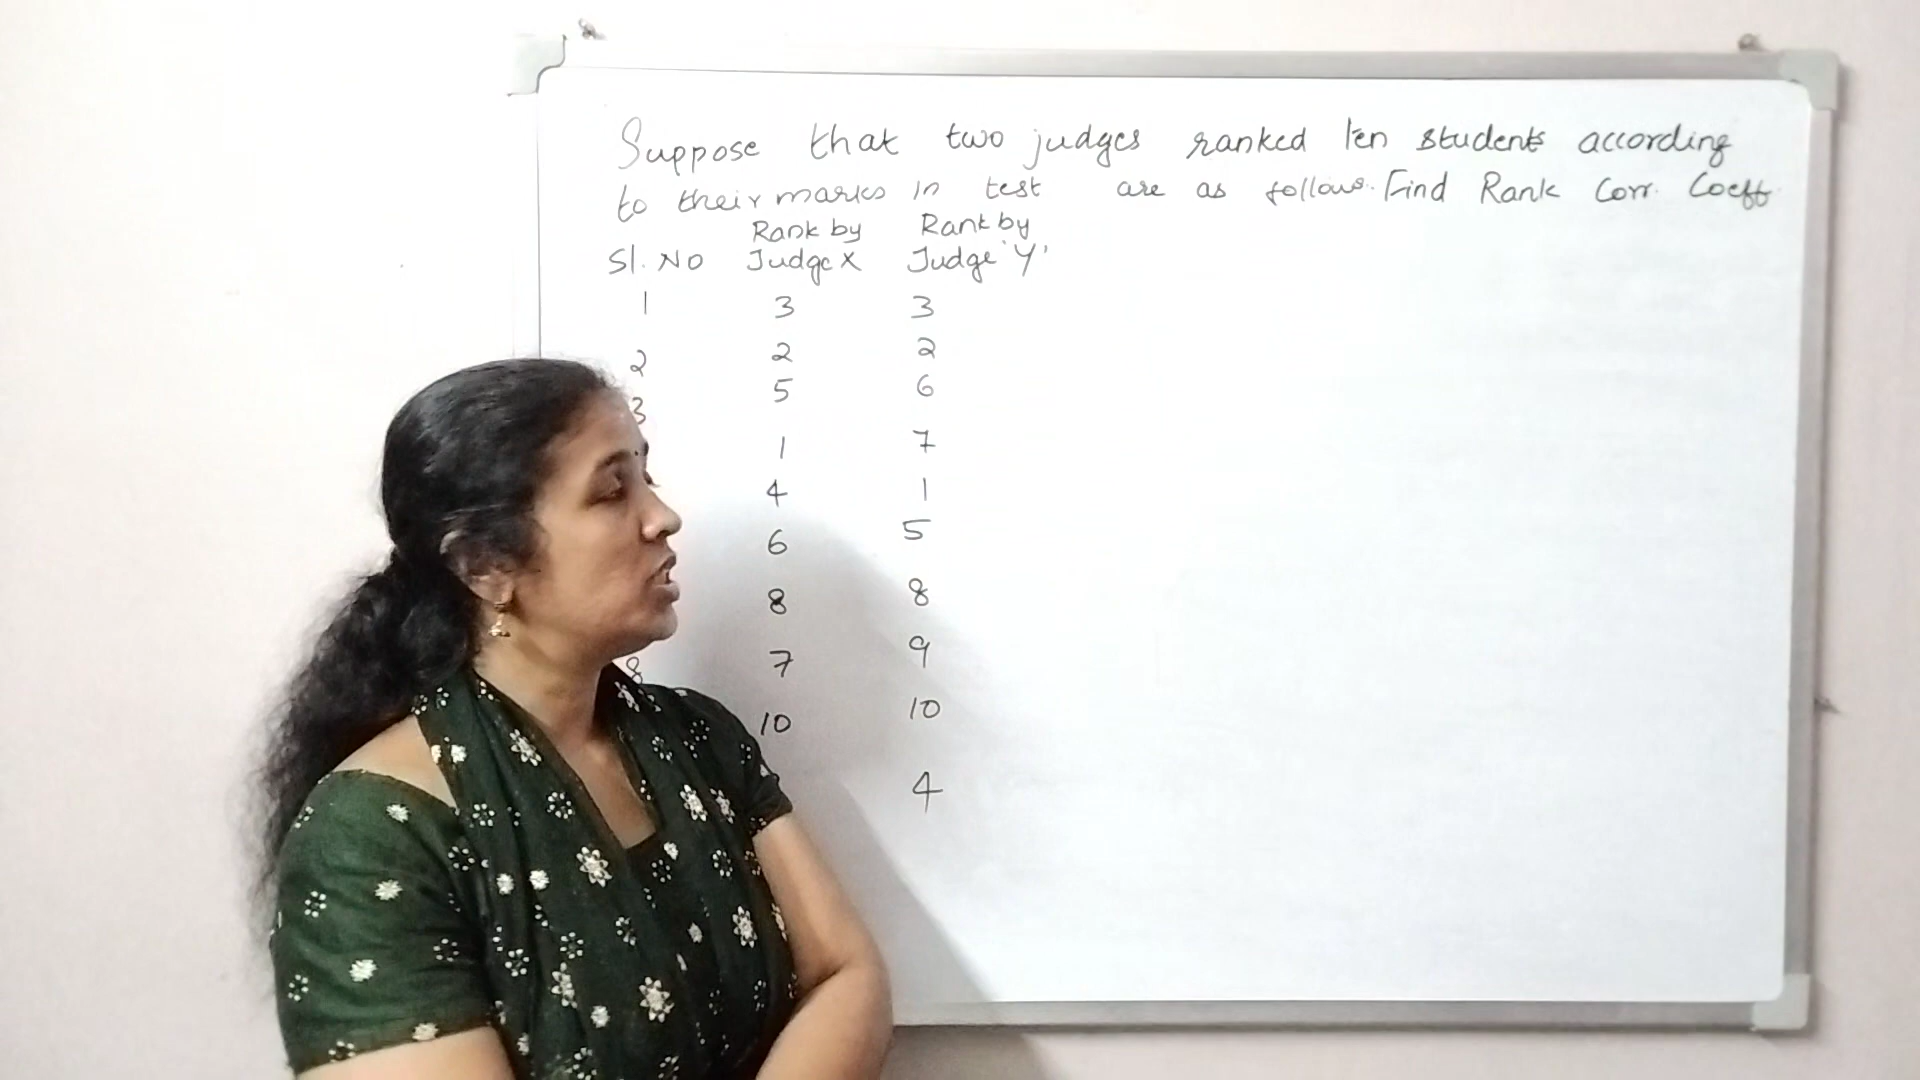 Suppose that two judges ranked ten students according
to their marks in test are as follows. Find Rank Corr. Coeff.
Rank by Rank by
Sl. No Judge X Judge 'Y'
1 3 3
2 2 2
3 5 6
1 7
4 1
6 5
8 8
8 7 9
10 10
4